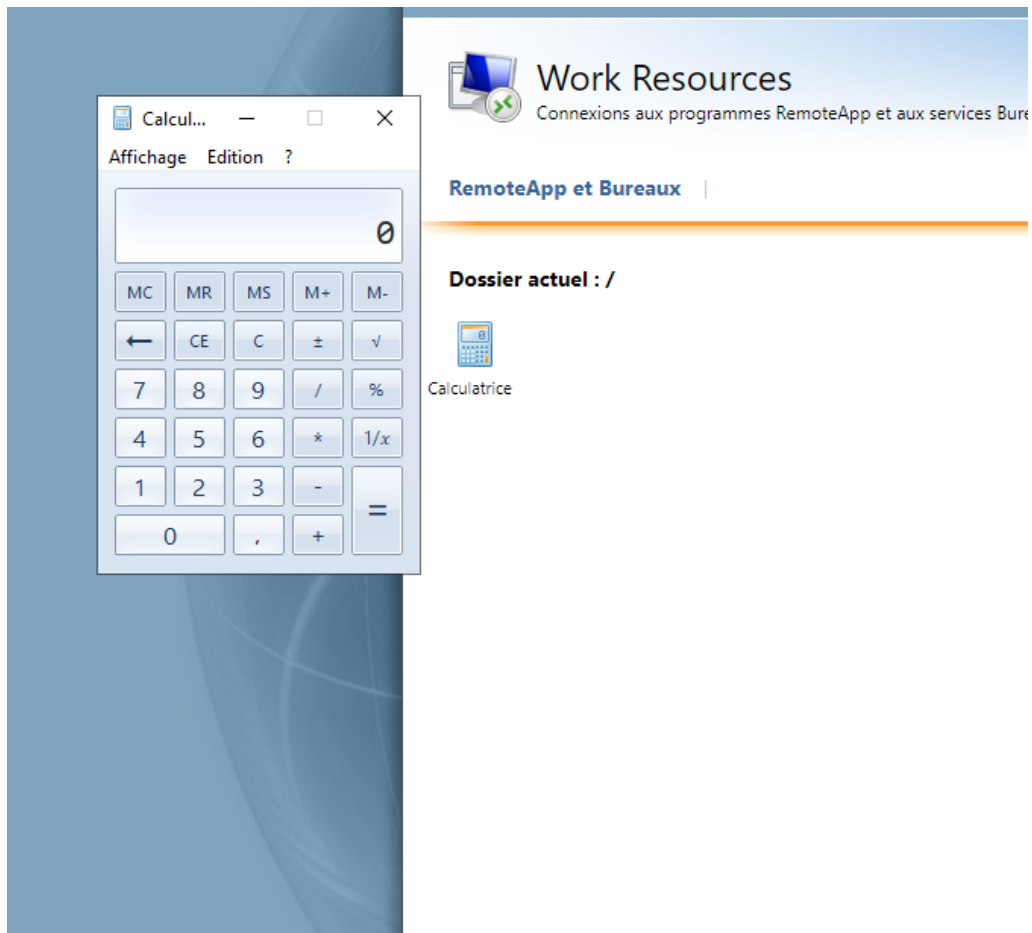 Work Resources
Connexions aux programmes RemoteApp et aux services
RemoteApp et Bureaux
Dossier actuel : /
Calculatrice
Calcul...
Affichage Edition ?
0
MC MR MS M+ M-
← CE C ± √
7 8 9 / %
4 5 6 * 1/x
1 2 3 - =
0 , +